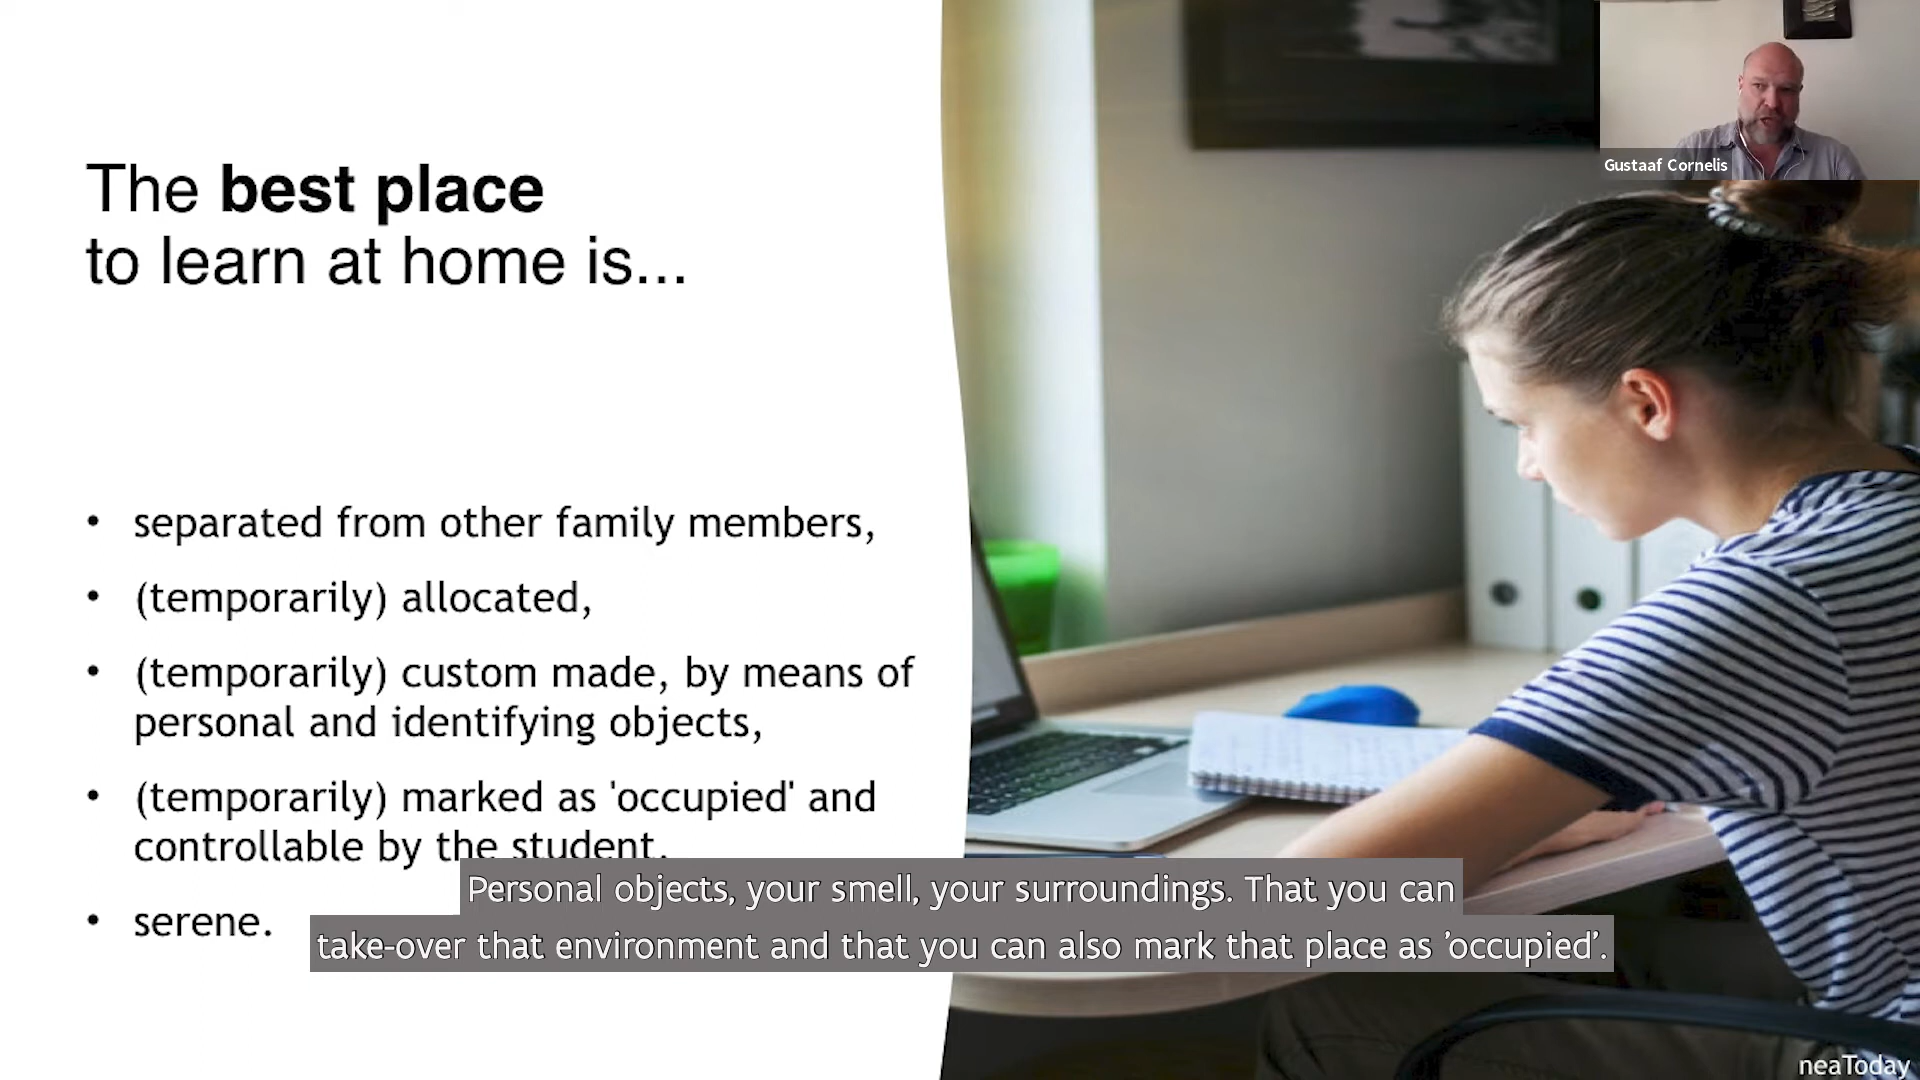 The best place
to learn at home is...
• separated from other family members,
• (temporarily) allocated,
• (temporarily) custom made, by means of
personal and identifying objects,
• (temporarily) marked as 'occupied' and
controllable by the student.
• serene.
Personal objects, your smell, your surroundings. That you can
take-over that environment and that you can also mark that place as ’occupied’.
Gustaaf Cornelis
neaToday